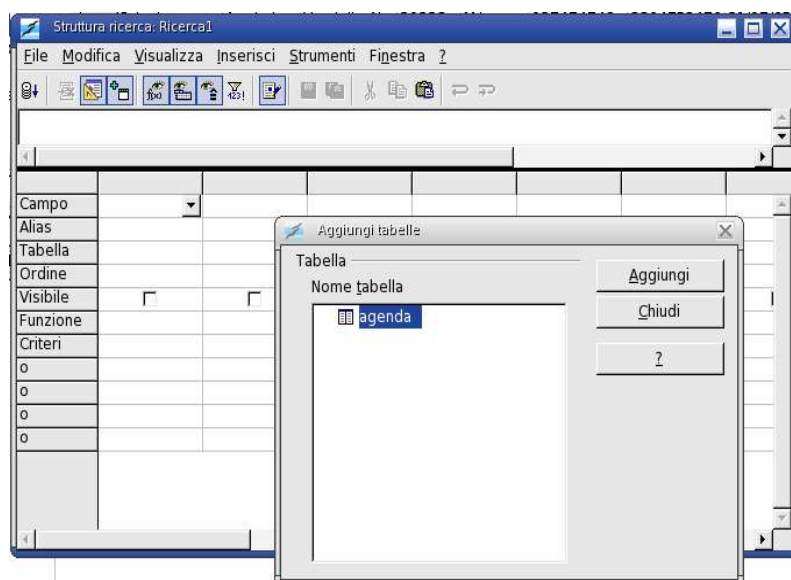 Struttura ricerca: Ricerca1
File Modifica Visualizza Inserisci Strumenti Finestra ?
Campo
Alias
Tabella
Ordine
Visibile
Funzione
Criteri
o
o
o
o
Aggiungi tabelle
Tabella
Nome tabella
agenda
Aggiungi
Chiudi
?